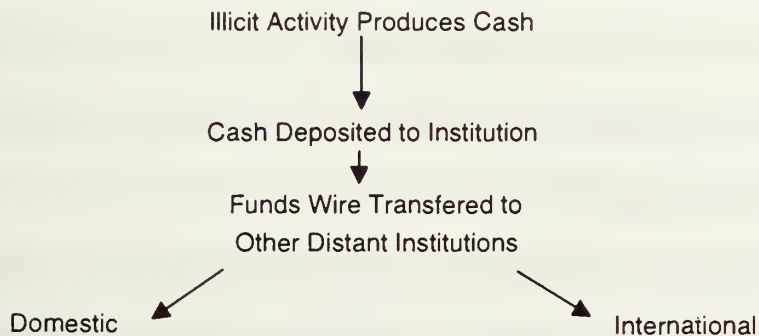 Illicit Activity Produces Cash
Cash Deposited to Institution
Funds Wire Transfered to
Other Distant Institutions
Domestic
International